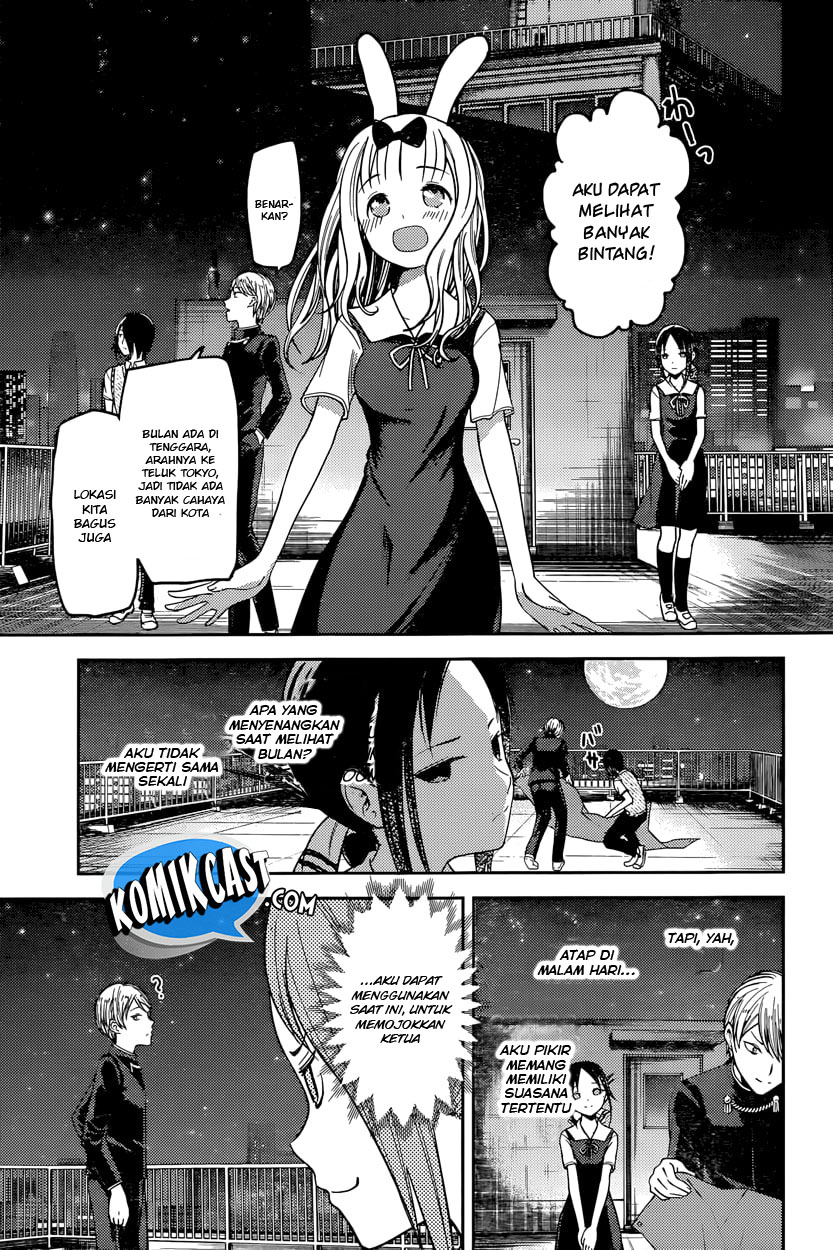 わーっ
AKU DAPAT
MELIHAT
BANYAK
BINTANG!
BENAR-
KAN?
BULAN ADA DI
TENGGARA,
ARAHNYA KE
TELUK TOKYO,
JADI TIDAK ADA
BANYAK CAHAYA
DARI KOTA
LOKASI
KITA
BAGUS
JUGA
バサ
APA YANG
MENYENANGKAN
SAAT MELIHAT
BULAN?
AKU TIDAK
MENGERTI SAMA
SEKALI
KOMIKCAST
.COM
TAPI, YAH,
ATAP DI
MALAM HARI...
AKU PIKIR
MEMANG
MEMILIKI
SUASANA
TERTENTU
...AKU DAPAT
MENGGUNAKAN
SAAT INI, UNTUK
MEMOJOKKAN
KETUA
?